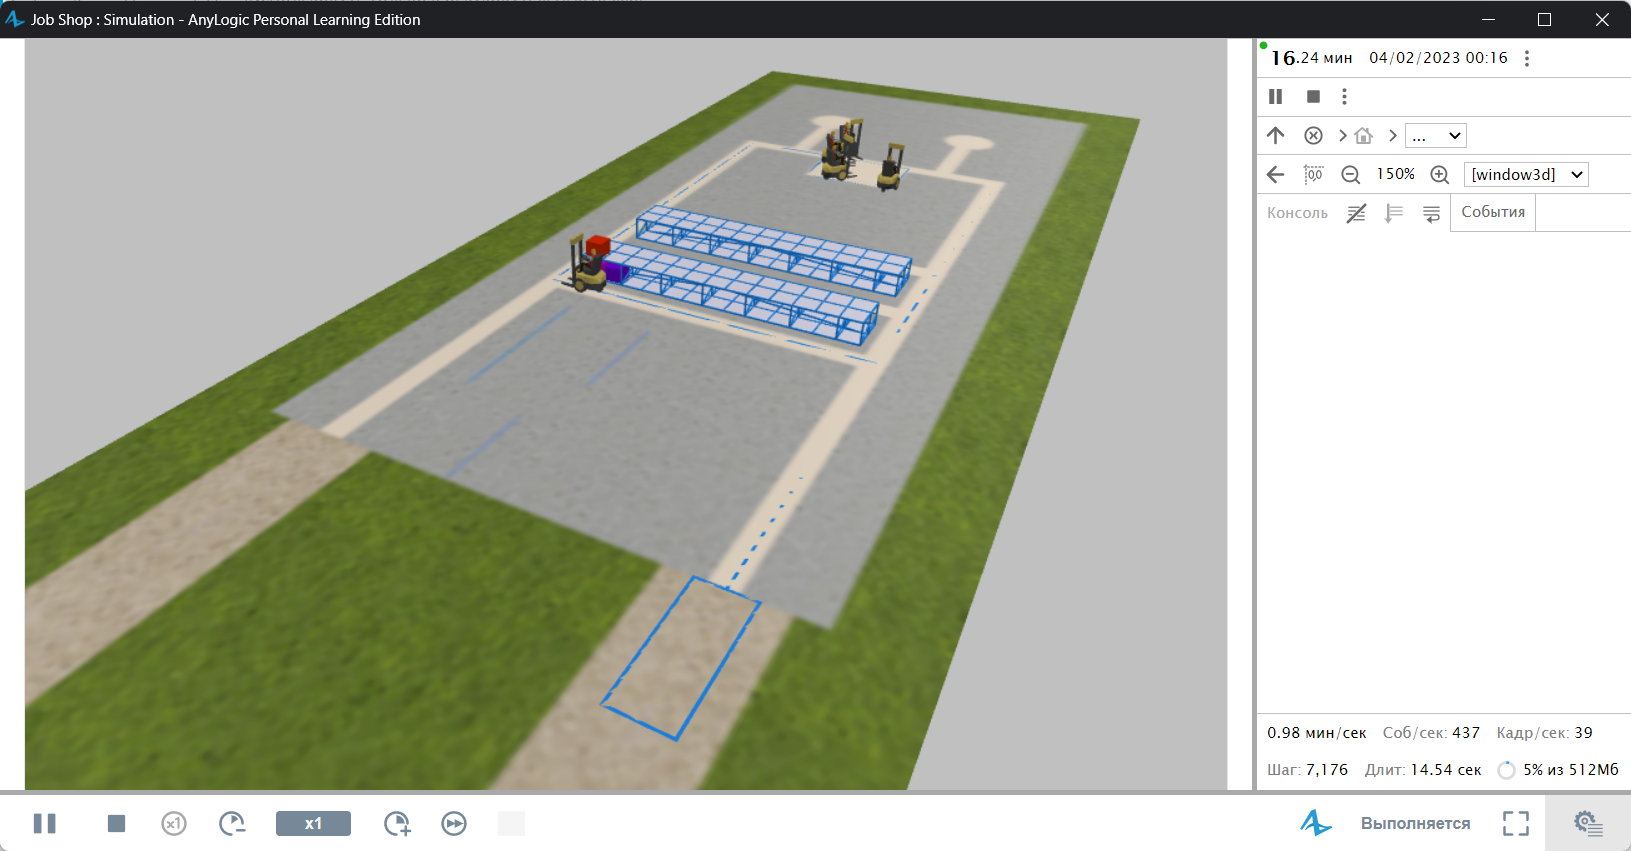 Job Shop : Simulation - AnyLogic Personal Learning Edition
16.24 мин 04/02/2023 00:16
...
150% [window3d]
Консоль События
0.98 мин/сек Соб/сек: 437 Кадр/сек: 39
Шаг: 7,176 Длит: 14.54 сек 5% из 512Мб
x1 x1 Выполняется